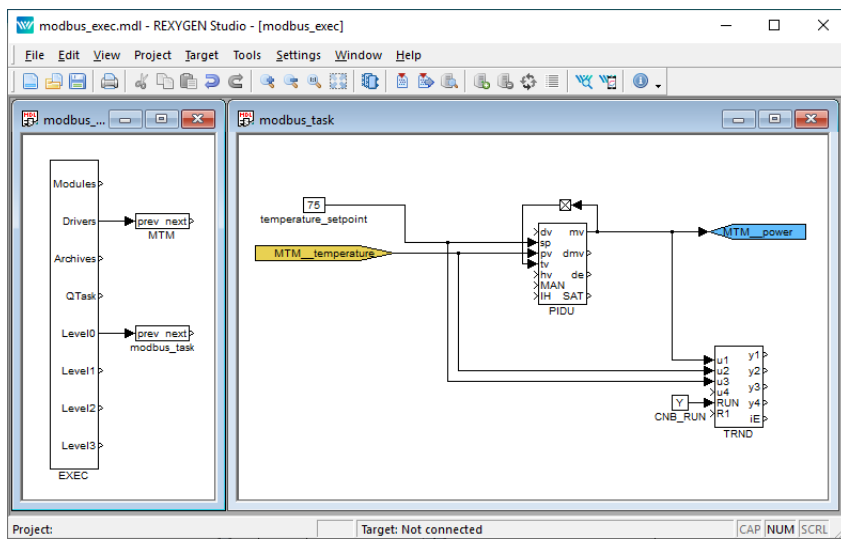 modbus_exec.mdl - REXYGEN Studio - [modbus_exec]
File Edit View Project Target Tools Settings Window Help
modbus_...
Modules
Drivers
prev next
MTM
Archives
QTask
Level0
prev next
modbus_task
Level1
Level2
Level3
EXEC
modbus_task
75
temperature_setpoint
MTM__temperature
dv mv
sp
pv dmv
tv
hv de
MAN
IH SAT
PIDU
MTM__power
u1 y1
u2 y2
u3 y3
u4
RUN y4
R1 iE
TRND
Y
CNB_RUN
Project: Target: Not connected CAP NUM SCRL